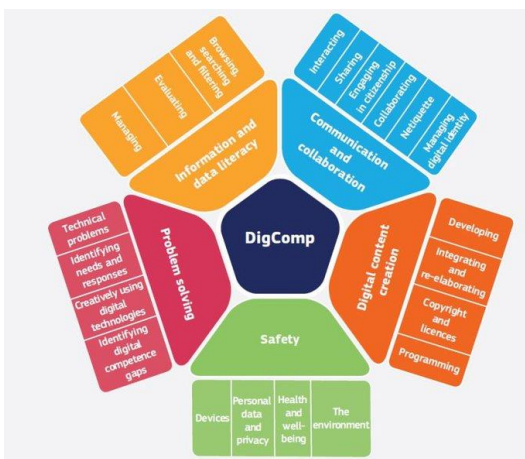 DigComp
Information and
data literacy
Browsing,
searching
and filtering
Evaluating
Managing
Communication
and
collaboration
Interacting
Sharing
Engaging
in citizenship
Collaborating
Netiquette
Managing
digital identity
Digital content
creation
Developing
Integrating
and
re-elaborating
Copyright
and
licences
Programming
Safety
Devices
Personal
data
and
privacy
Health
and
well-
being
The
environment
Problem solving
Technical
problems
Identifying
needs and
responses
Creatively using
digital
technologies
Identifying
digital
competence
gaps